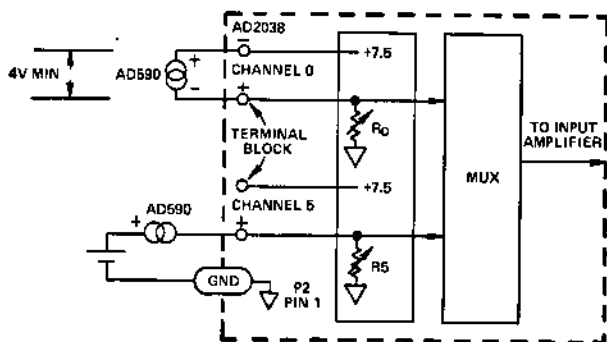 AD2038
4V MIN
AD590
+
−
−
CHANNEL 0
+
+7.5
TERMINAL
BLOCK
R0
+7.5
CHANNEL 5
AD590
+
+
R5
GND
P2
PIN 1
MUX
TO INPUT
AMPLIFIER